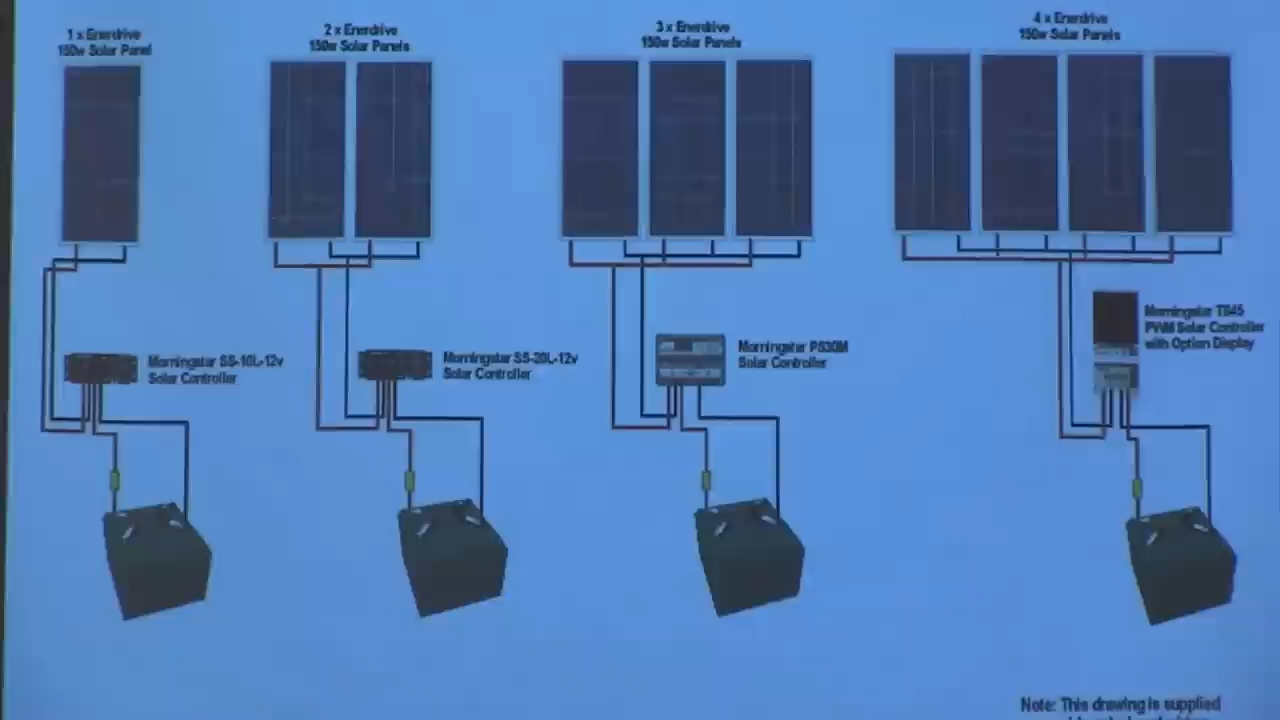 1 x Enerdrive
150w Solar Panel
2 x Enerdrive
150w Solar Panels
3 x Enerdrive
150w Solar Panels
4 x Enerdrive
150w Solar Panels
Morningstar SS-10L-12v
Solar Controller
Morningstar SS-20L-12v
Solar Controller
Morningstar PS30M
Solar Controller
Morningstar TS45
PWM Solar Controller
with Option Display
Note: This drawing is supplied